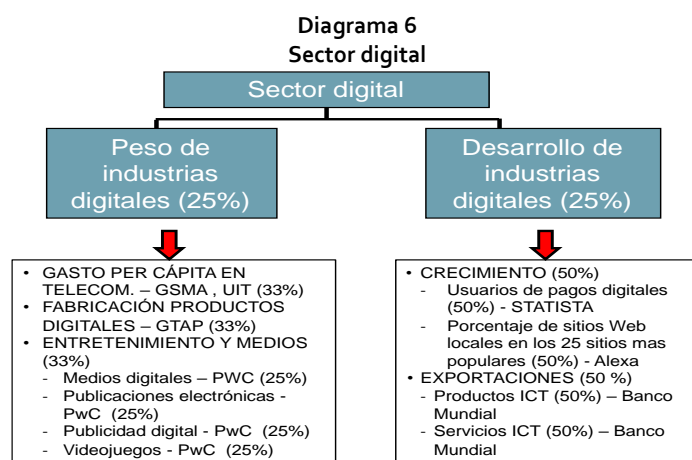 Diagrama 6
Sector digital
Sector digital
Peso de
industrias
digitales (25%)
Desarrollo de
industrias
digitales (25%)
• GASTO PER CÁPITA EN
TELECOM. – GSMA , UIT (33%)
• FABRICACIÓN PRODUCTOS
DIGITALES – GTAP (33%)
• ENTRETENIMIENTO Y MEDIOS
(33%)
- Medios digitales – PWC (25%)
- Publicaciones electrónicas -
PwC (25%)
- Publicidad digital - PwC (25%)
- Videojuegos - PwC (25%)
• CRECIMIENTO (50%)
- Usuarios de pagos digitales
(50%) - STATISTA
- Porcentaje de sitios Web
locales en los 25 sitios mas
populares (50%) - Alexa
• EXPORTACIONES (50 %)
- Productos ICT (50%) – Banco
Mundial
- Servicios ICT (50%) – Banco
Mundial